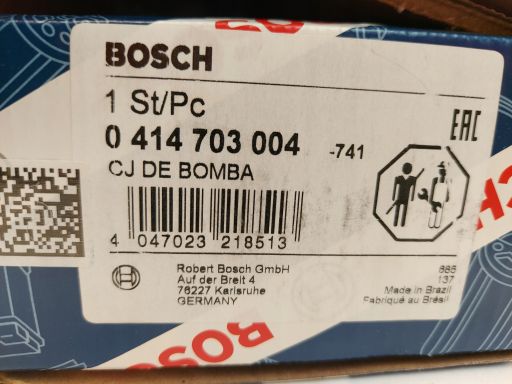 BOSCH
1 St/Pc
0 414 703 004 -741
CJ DE BOMBA
EAC
4 047023 218513
Robert Bosch GmbH
Auf der Breit 4
76227 Karlsruhe
GERMANY
886
137
Made in Brazil
Fabriqué au Brésil
BOSC